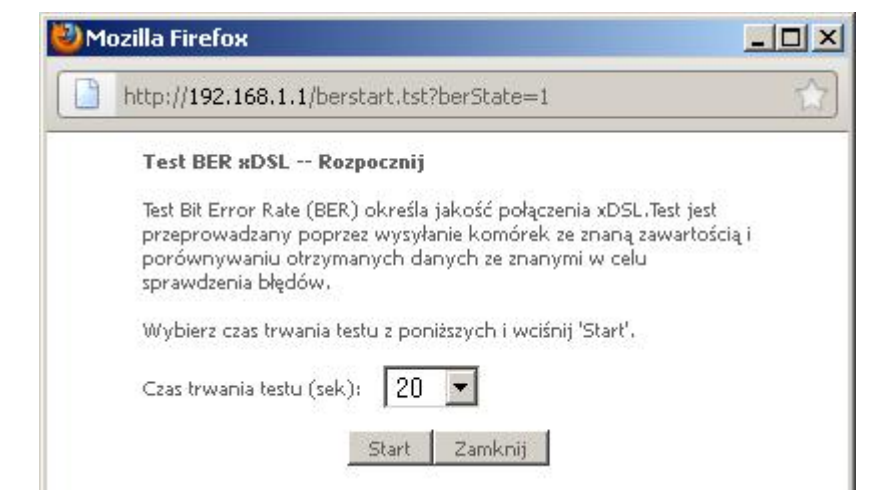 Mozilla Firefox
http://192.168.1.1/berstart.tst?berState=1
Test BER xDSL -- Rozpocznij
Test Bit Error Rate (BER) określa jakość połączenia xDSL.Test jest
przeprowadzany poprzez wysyłanie komórek ze znaną zawartością i
porównywaniu otrzymanych danych ze znanymi w celu
sprawdzenia błędów.
Wybierz czas trwania testu z poniższych i wciśnij 'Start'.
Czas trwania testu (sek): 20
Start Zamknij